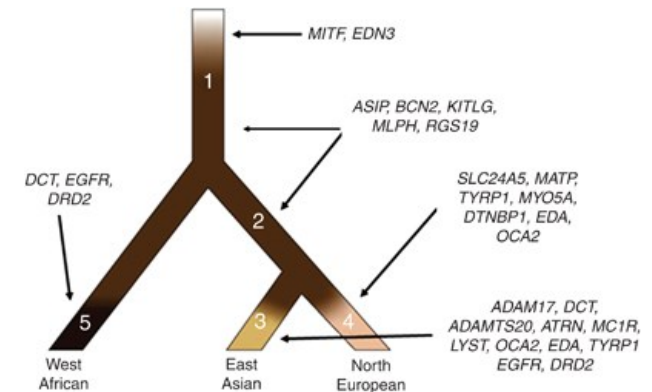 MITF, EDN3
1
ASIP, BCN2, KITLG,
MLPH, RGS19
DCT, EGFR,
DRD2
SLC24A5, MATP,
TYRP1, MYO5A,
DTNBP1, EDA,
OCA2
2
ADAM17, DCT,
ADAMTS20, ATRN, MC1R,
LYST, OCA2, EDA, TYRP1
EGFR, DRD2
5
3
4
West
African
East
Asian
North
European